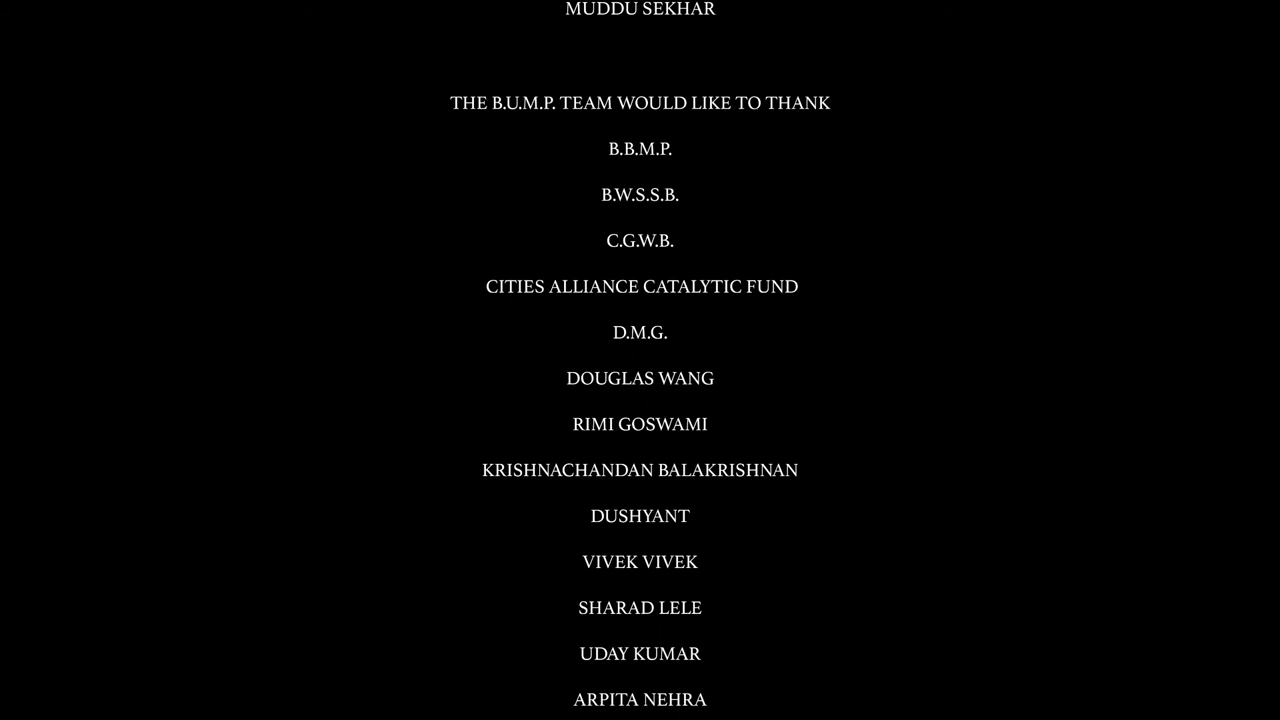 MUDDU SEKHAR
THE B.U.M.P. TEAM WOULD LIKE TO THANK
B.B.M.P.
B.W.S.S.B.
C.G.W.B.
CITIES ALLIANCE CATALYTIC FUND
D.M.G.
DOUGLAS WANG
RIMI GOSWAMI
KRISHNACHANDAN BALAKRISHNAN
DUSHYANT
VIVEK VIVEK
SHARAD LELE
UDAY KUMAR
ARPITA NEHRA